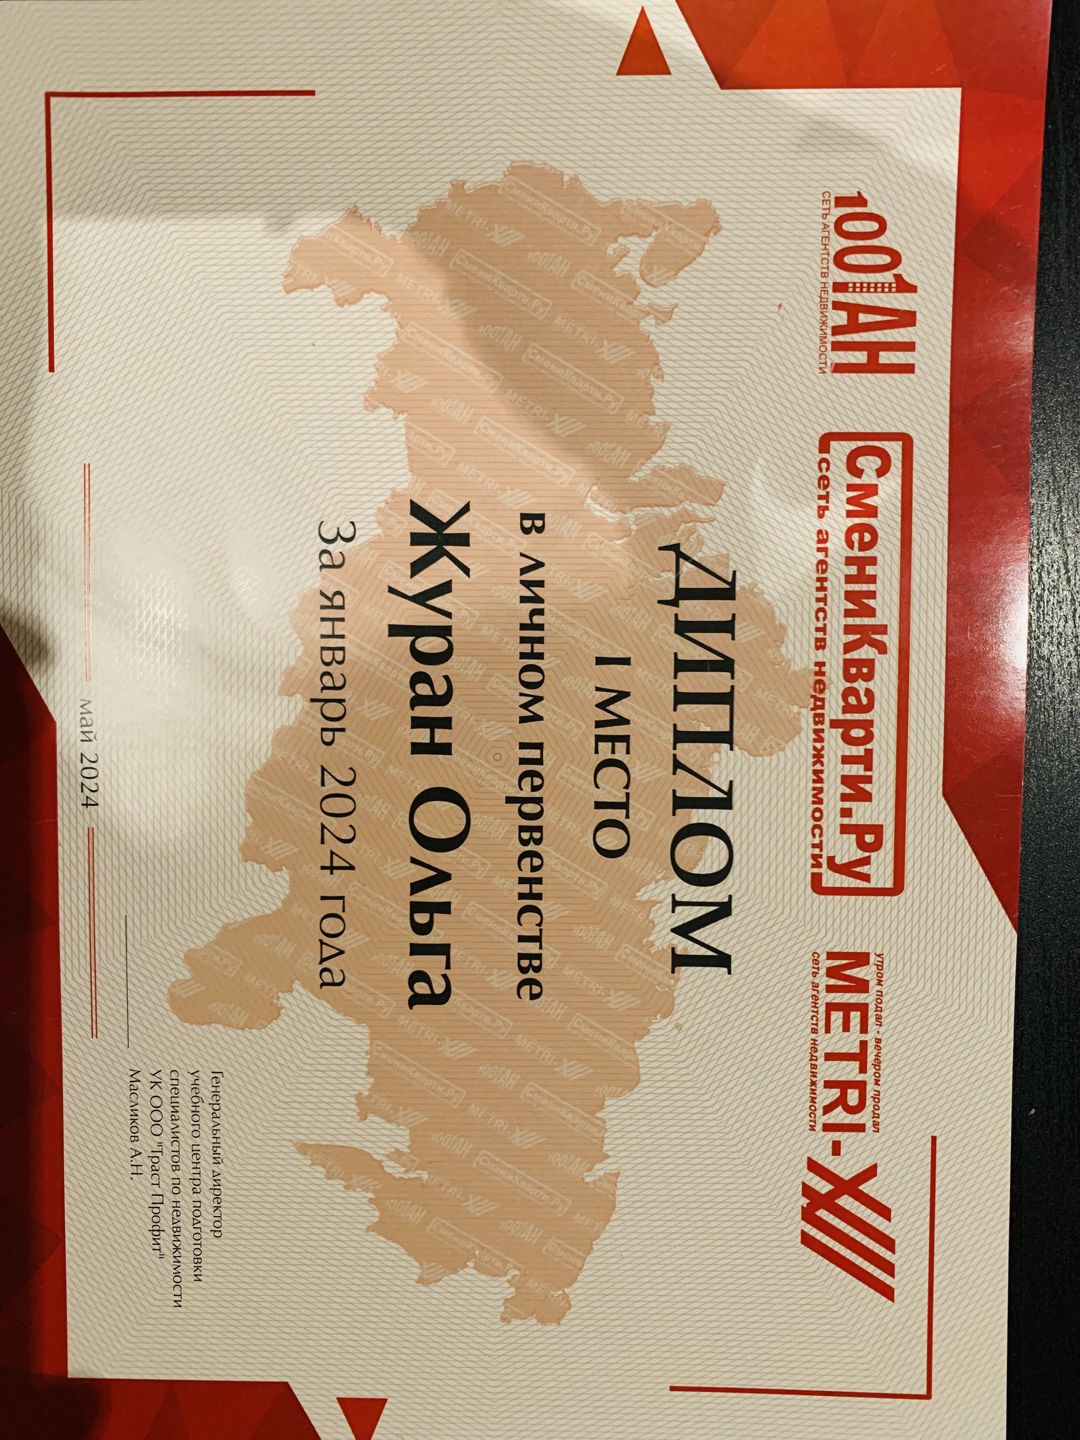 1001АН
СЕТЬ АГЕНТСТВ НЕДВИЖИМОСТИ
СмениКварти.Ру
сеть агентств недвижимости
утром подал - вечером продал
METRI-X///
сеть агентств недвижимости
ДИПЛОМ
I МЕСТО
в личном первенстве
Журан Ольга
За январь 2024 года
Генеральный директор
учебного центра подготовки
специалистов по недвижимости
УК ООО "Траст Профит"
Масликов А.Н.
май 2024